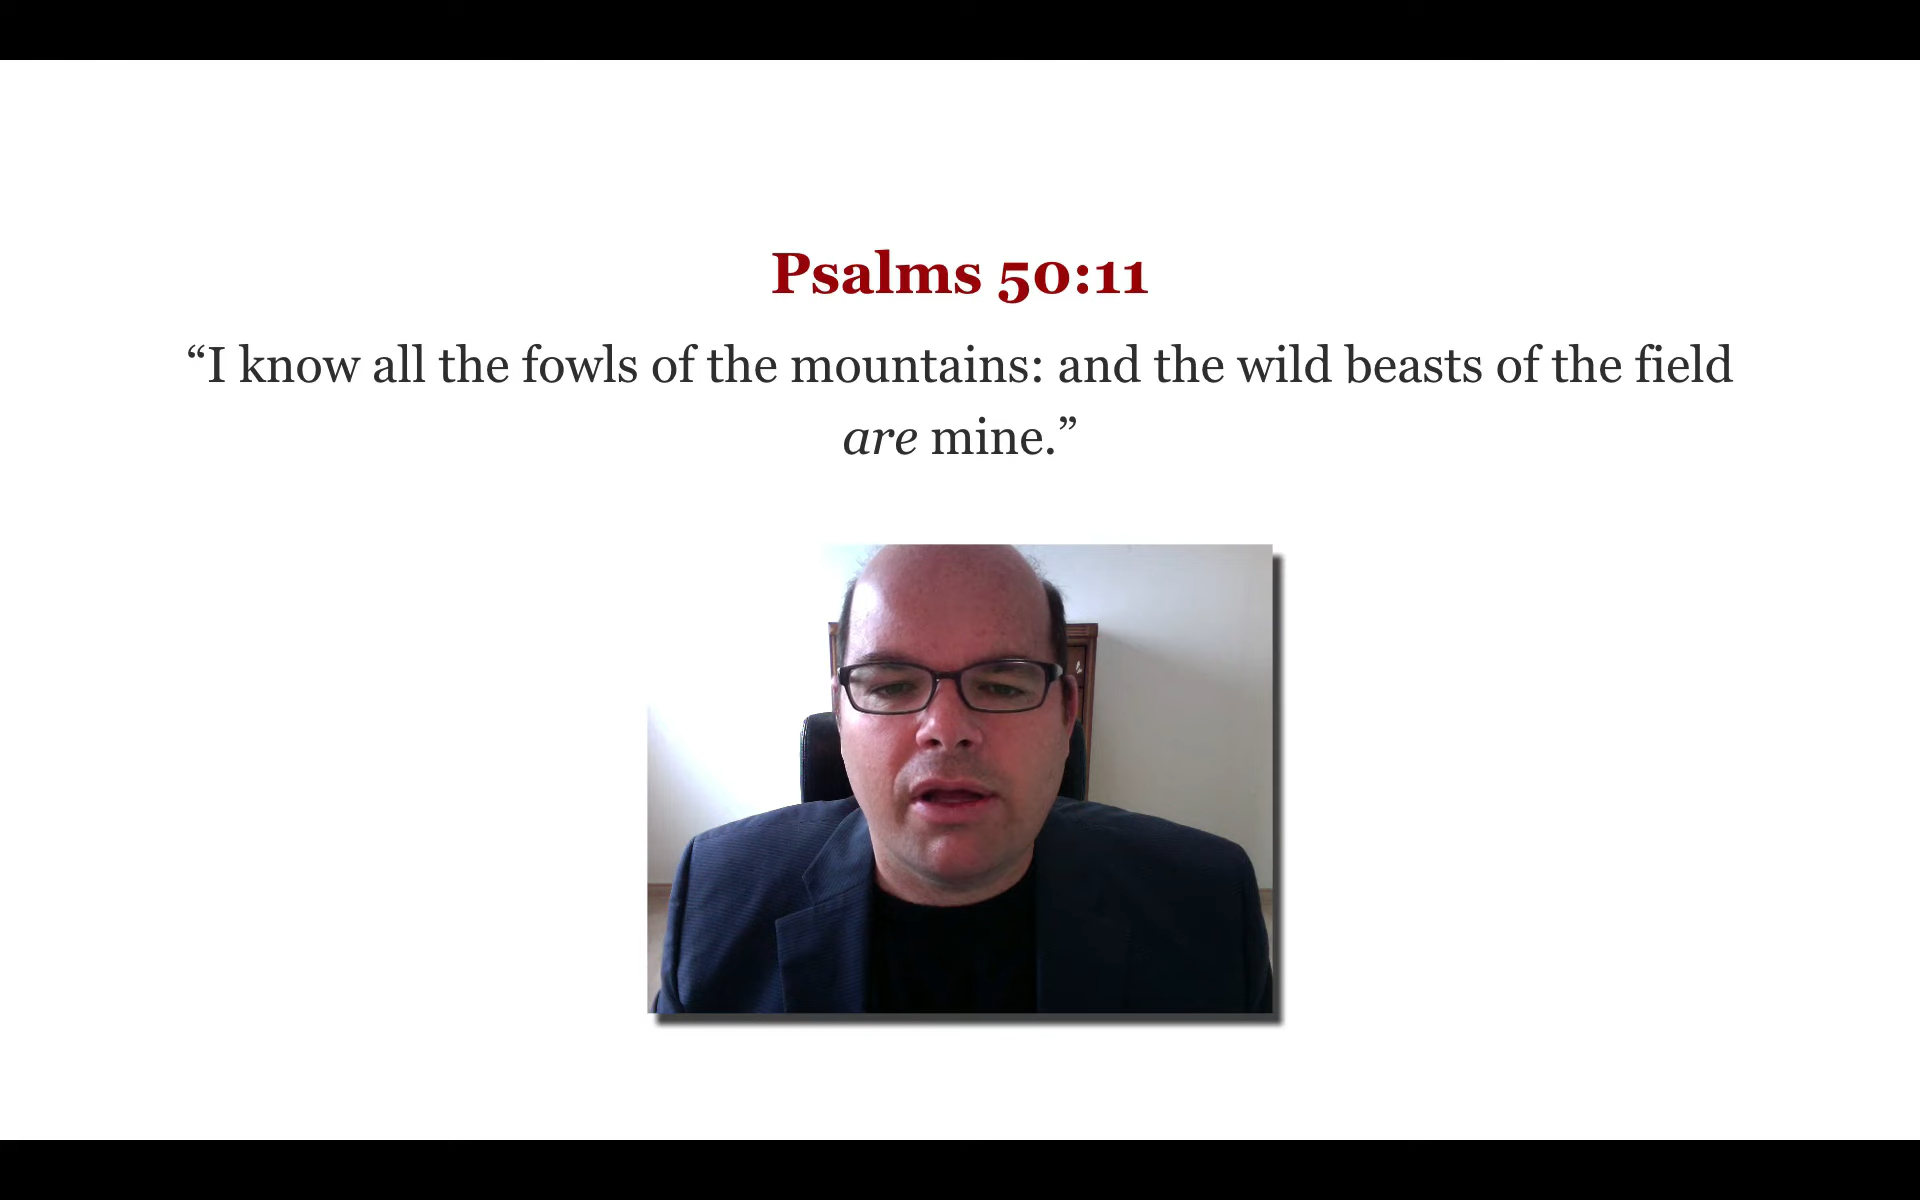 Psalms 50:11
“I know all the fowls of the mountains: and the wild beasts of the field
are mine.”